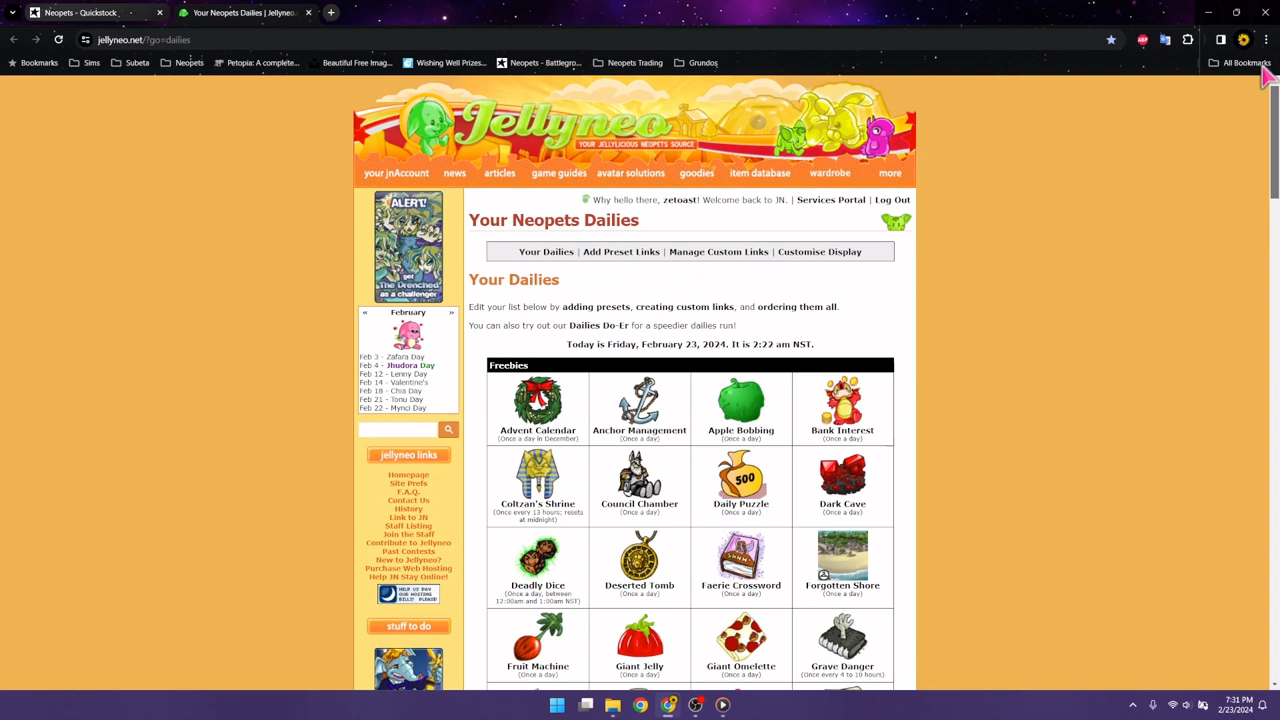 Neopets - Quickstock
Your Neopets Dailies | Jellyneo.n
jellyneo.net/?go=dailies
Bookmarks
Sims
Subeta
Neopets
Petopia: A complete...
Beautiful Free Imag...
Wishing Well Prizes...
Neopets - Battlegro...
Neopets Trading
Grundos
All Bookmarks
Jellyneo
YOUR JELLYLICIOUS NEOPETS SOURCE
your jnAccount
news
articles
game guides
avatar solutions
goodies
item database
wardrobe
more
Why hello there, zetoast! Welcome back to JN. | Services Portal | Log Out
Your Neopets Dailies
Your Dailies | Add Preset Links | Manage Custom Links | Customise Display
Your Dailies
Edit your list below by adding presets, creating custom links, and ordering them all.
You can also try out our Dailies Do-Er for a speedier dailies run!
Today is Friday, February 23, 2024. It is 2:22 am NST.
Freebies
Advent Calendar
(Once a day in December)
Anchor Management
(Once a day)
Apple Bobbing
(Once a day)
Bank Interest
(Once a day)
Coltzan's Shrine
(Once every 13 hours; resets
at midnight)
Council Chamber
(Once a day)
500
Daily Puzzle
(Once a day)
Dark Cave
(Once a day)
Deadly Dice
(Once a day, between
12:00am and 1:00am NST)
Deserted Tomb
(Once a day)
Faerie Crossword
(Once a day)
Forgotten Shore
(Once a day)
Fruit Machine
(Once a day)
Giant Jelly
(Once a day)
Giant Omelette
(Once a day)
Grave Danger
(Once every 4 to 10 hours)
ALERT!
get
The Drenched
as a challenger
«
February
»
Feb 3 - Zafara Day
Feb 4 - Jhudora Day
Feb 12 - Lenny Day
Feb 14 - Valentine's
Feb 18 - Chia Day
Feb 21 - Tonu Day
Feb 22 - Mynci Day
jellyneo links
Homepage
Site Prefs
F.A.Q.
Contact Us
History
Link to JN
Staff Listing
Join the Staff
Contribute to Jellyneo
Past Contests
New to Jellyneo?
Purchase Web Hosting
Help JN Stay Online!
HELP US PAY
OUR HOSTING
BILLS! PLEASE!
stuff to do
7:31 PM
2/23/2024